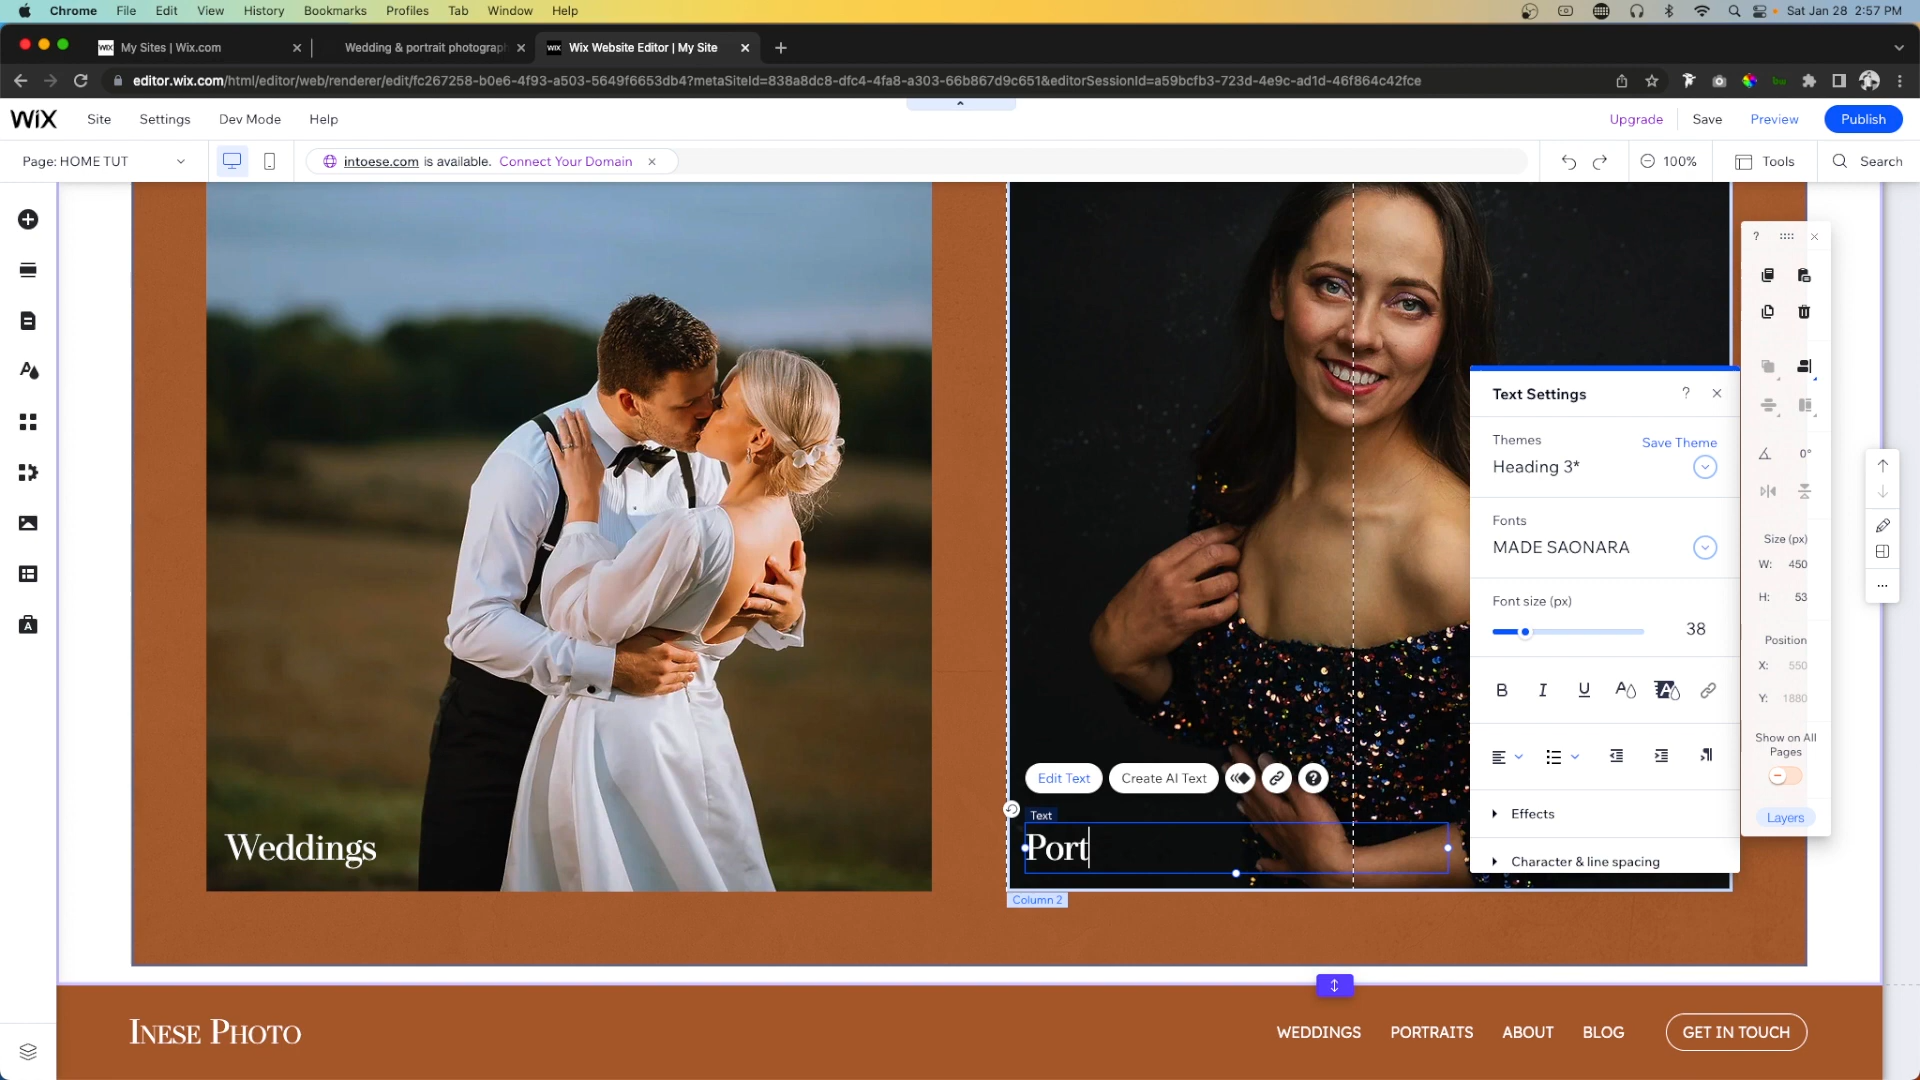 Chrome File Edit View History Bookmarks Profiles Tab Window Help
Sat Jan 28 2:57 PM
WIX My Sites | Wix.com
Wedding & portrait photograph
WIX Wix Website Editor | My Site
editor.wix.com/html/editor/web/renderer/edit/fc267258-b0e6-4f93-a503-5649f6653db4?metaSiteId=838a8dc8-dfc4-4fa8-a303-66b867d9c651&editorSessionId=a59bcfb3-723d-4e9c-ad1d-46f864c42fce
WiX Site Settings Dev Mode Help
Upgrade Save Preview Publish
Page: HOME TUT
intoese.com is available. Connect Your Domain
100% Tools Search
Text Settings ?
Themes Save Theme
Heading 3*
Fonts
MADE SAONARA
Font size (px)
38
B I U A A
Effects
Character & line spacing
?
0°
Size (px)
W: 450
H: 53
Position
X: 550
Y: 1880
Show on All
Pages
Layers
Edit Text Create AI Text ?
Text
Weddings
Port
Column 2
INESE PHOTO
WEDDINGS PORTRAITS ABOUT BLOG GET IN TOUCH